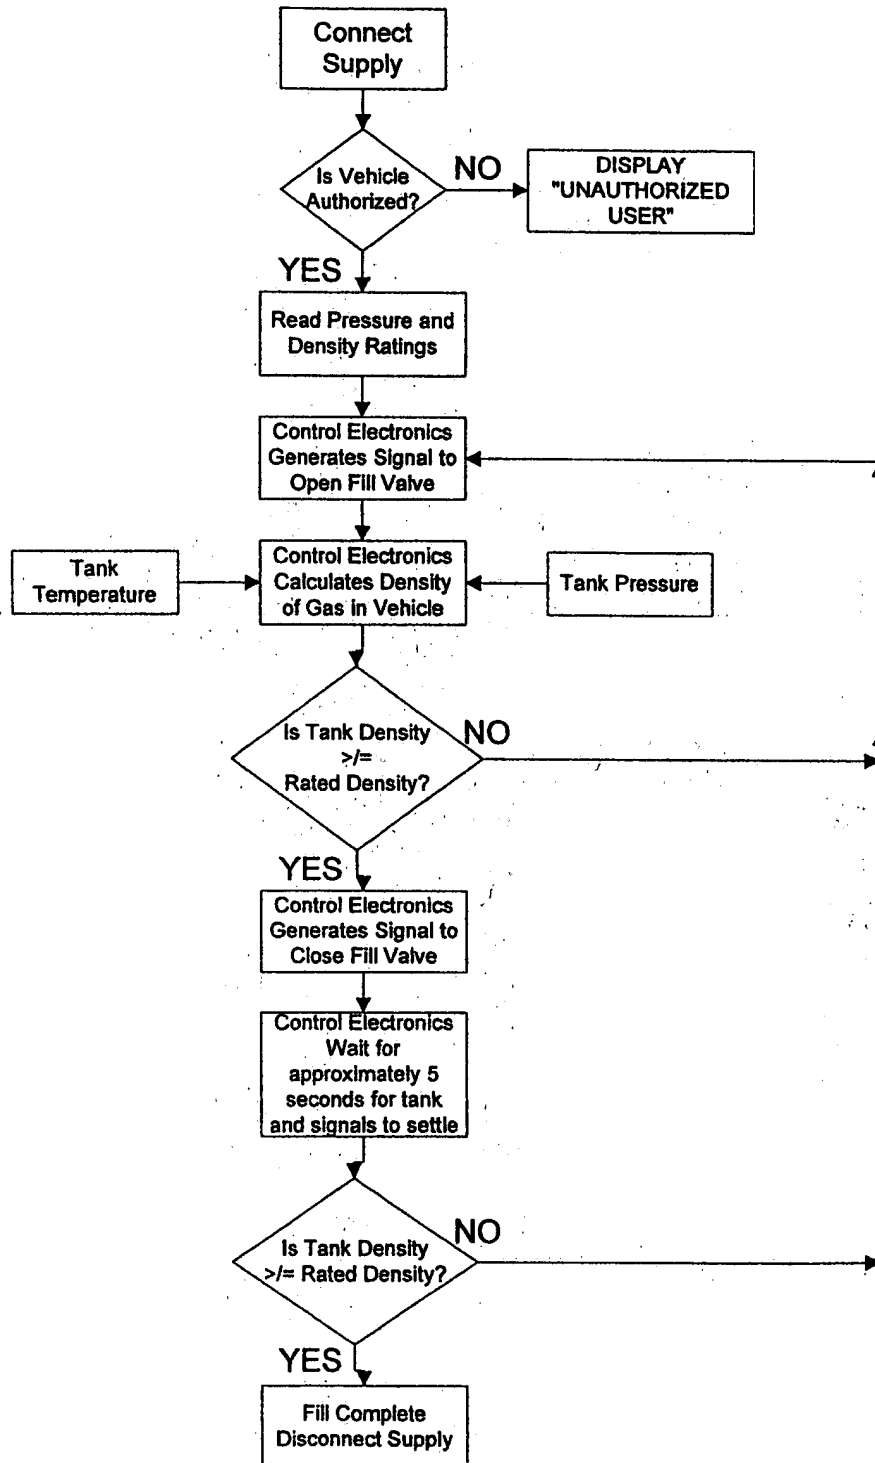 Connect
Supply
Is Vehicle
Authorized?
NO
DISPLAY
"UNAUTHORIZED
USER"
YES
Read Pressure and
Density Ratings
Control Electronics
Generates Signal to
Open Fill Valve
Tank
Temperature
Control Electronics
Calculates Density
of Gas in Vehicle
Tank Pressure
Is Tank Density
>/=
Rated Density?
NO
YES
Control Electronics
Generates Signal to
Close Fill Valve
Control Electronics
Wait for
approximately 5
seconds for tank
and signals to settle
Is Tank Density
>/= Rated Density?
NO
YES
Fill Complete
Disconnect Supply